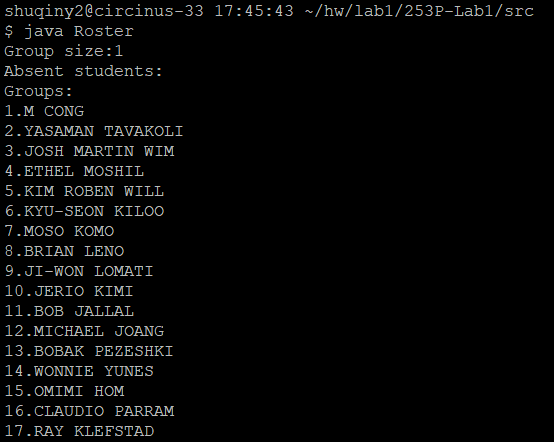 shuqiny2@circinus-33 17:45:43 ~/hw/lab1/253P-Lab1/src
$ java Roster
Group size:1
Absent students:
Groups:
1.M CONG
2.YASAMAN TAVAKOLI
3.JOSH MARTIN WIM
4.ETHEL MOSHIL
5.KIM ROBEN WILL
6.KYU-SEON KILOO
7.MOSO KOMO
8.BRIAN LENO
9.JI-WON LOMATI
10.JERIO KIMI
11.BOB JALLAL
12.MICHAEL JOANG
13.BOBAK PEZESHKI
14.WONNIE YUNES
15.OMIMI HOM
16.CLAUDIO PARRAM
17.RAY KLEFSTAD